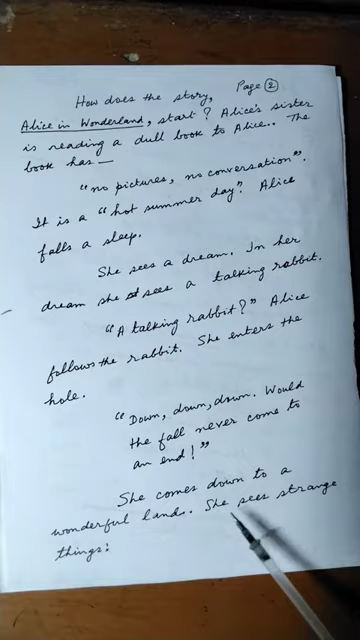 How does the story, Page 2
Alice in Wonderland, start? Alice's sister
is reading a dull book to Alice.. The
book has —
"no pictures, no conversation".
It is a "hot summer day". Alice
falls a sleep.
She sees a dream. In her
dream she sees a talking rabbit.
"A talking rabbit?" Alice
follows the rabbit. She enters the
hole.
"Down, down, down. Would
the fall never come to
an end!"
She comes down to a
wonderful lands. She sees strange
things: